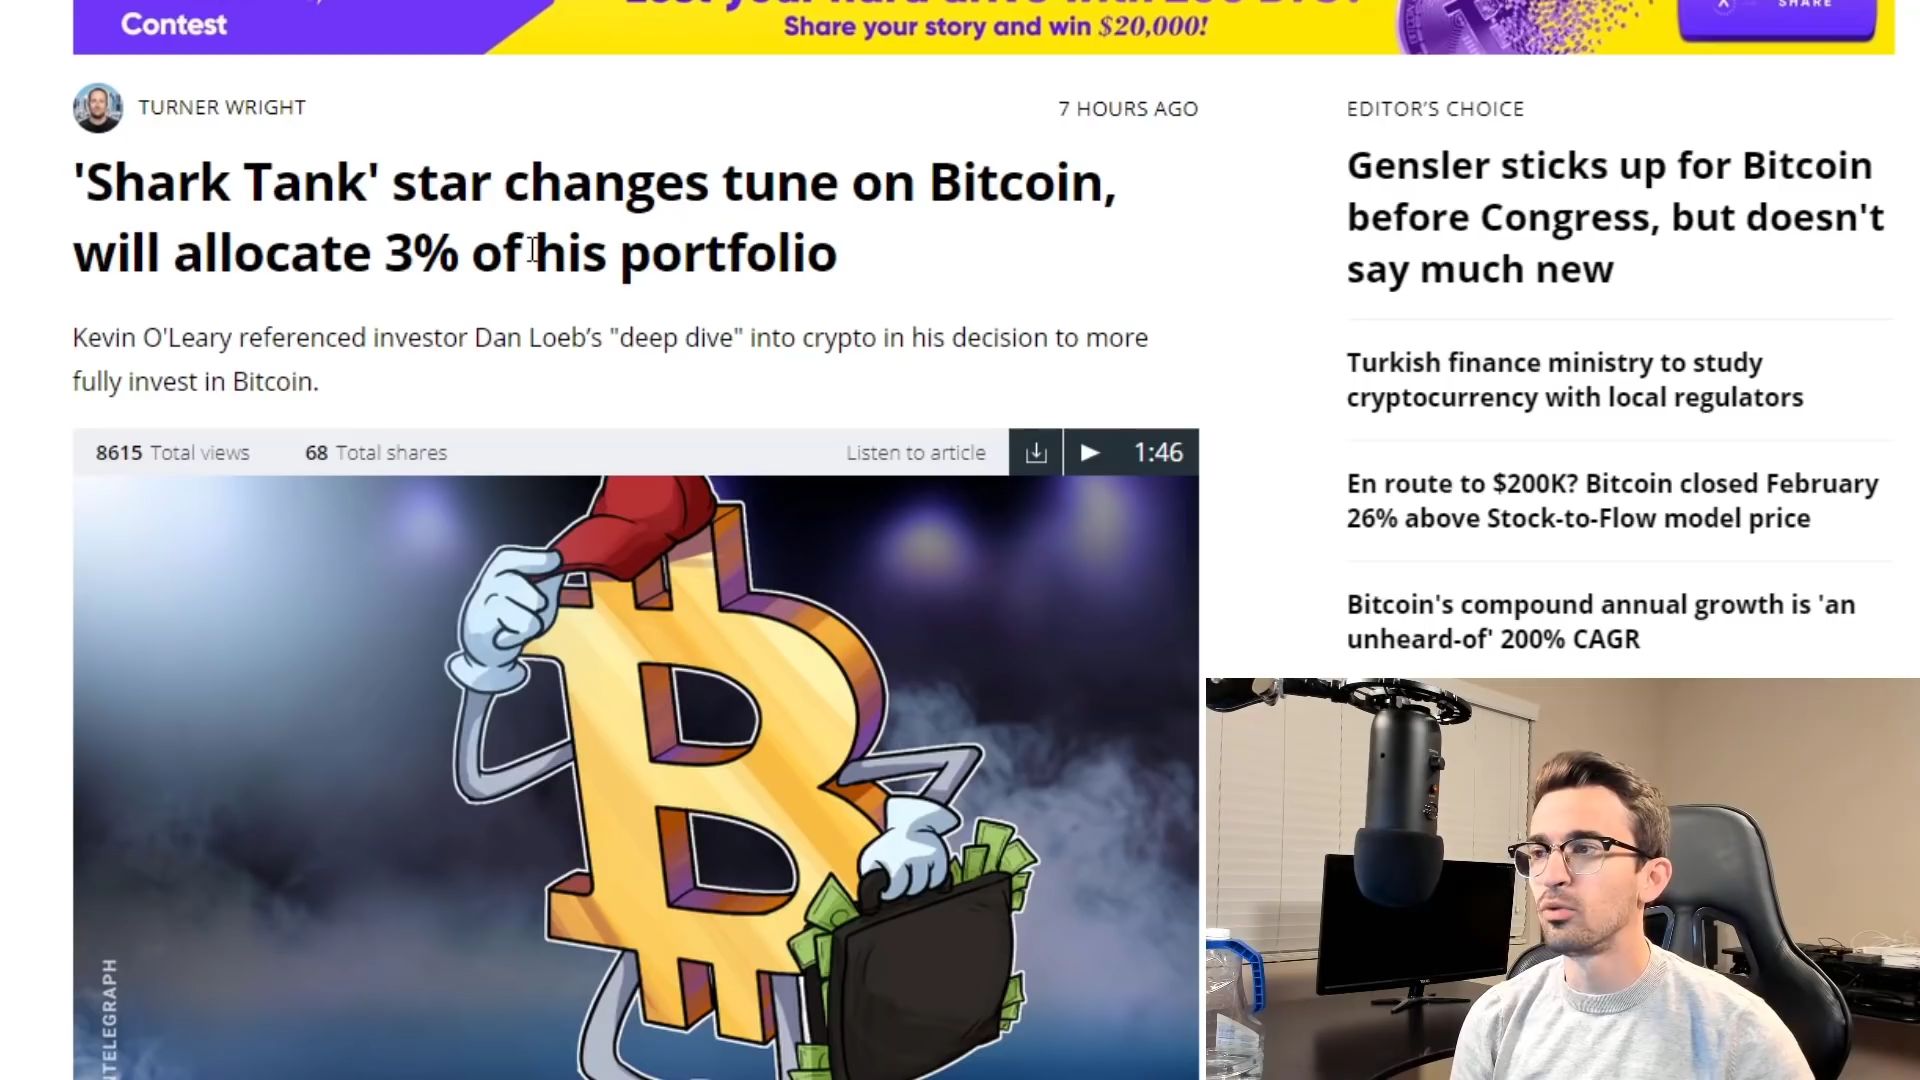 Contest
Share your story and win $20,000!
SHARE
TURNER WRIGHT
7 HOURS AGO
'Shark Tank' star changes tune on Bitcoin,
will allocate 3% of his portfolio
Kevin O'Leary referenced investor Dan Loeb’s "deep dive" into crypto in his decision to more
fully invest in Bitcoin.
8615 Total views
68 Total shares
Listen to article
1:46
EDITOR’S CHOICE
Gensler sticks up for Bitcoin
before Congress, but doesn't
say much new
Turkish finance ministry to study
cryptocurrency with local regulators
En route to $200K? Bitcoin closed February
26% above Stock-to-Flow model price
Bitcoin's compound annual growth is 'an
unheard-of' 200% CAGR